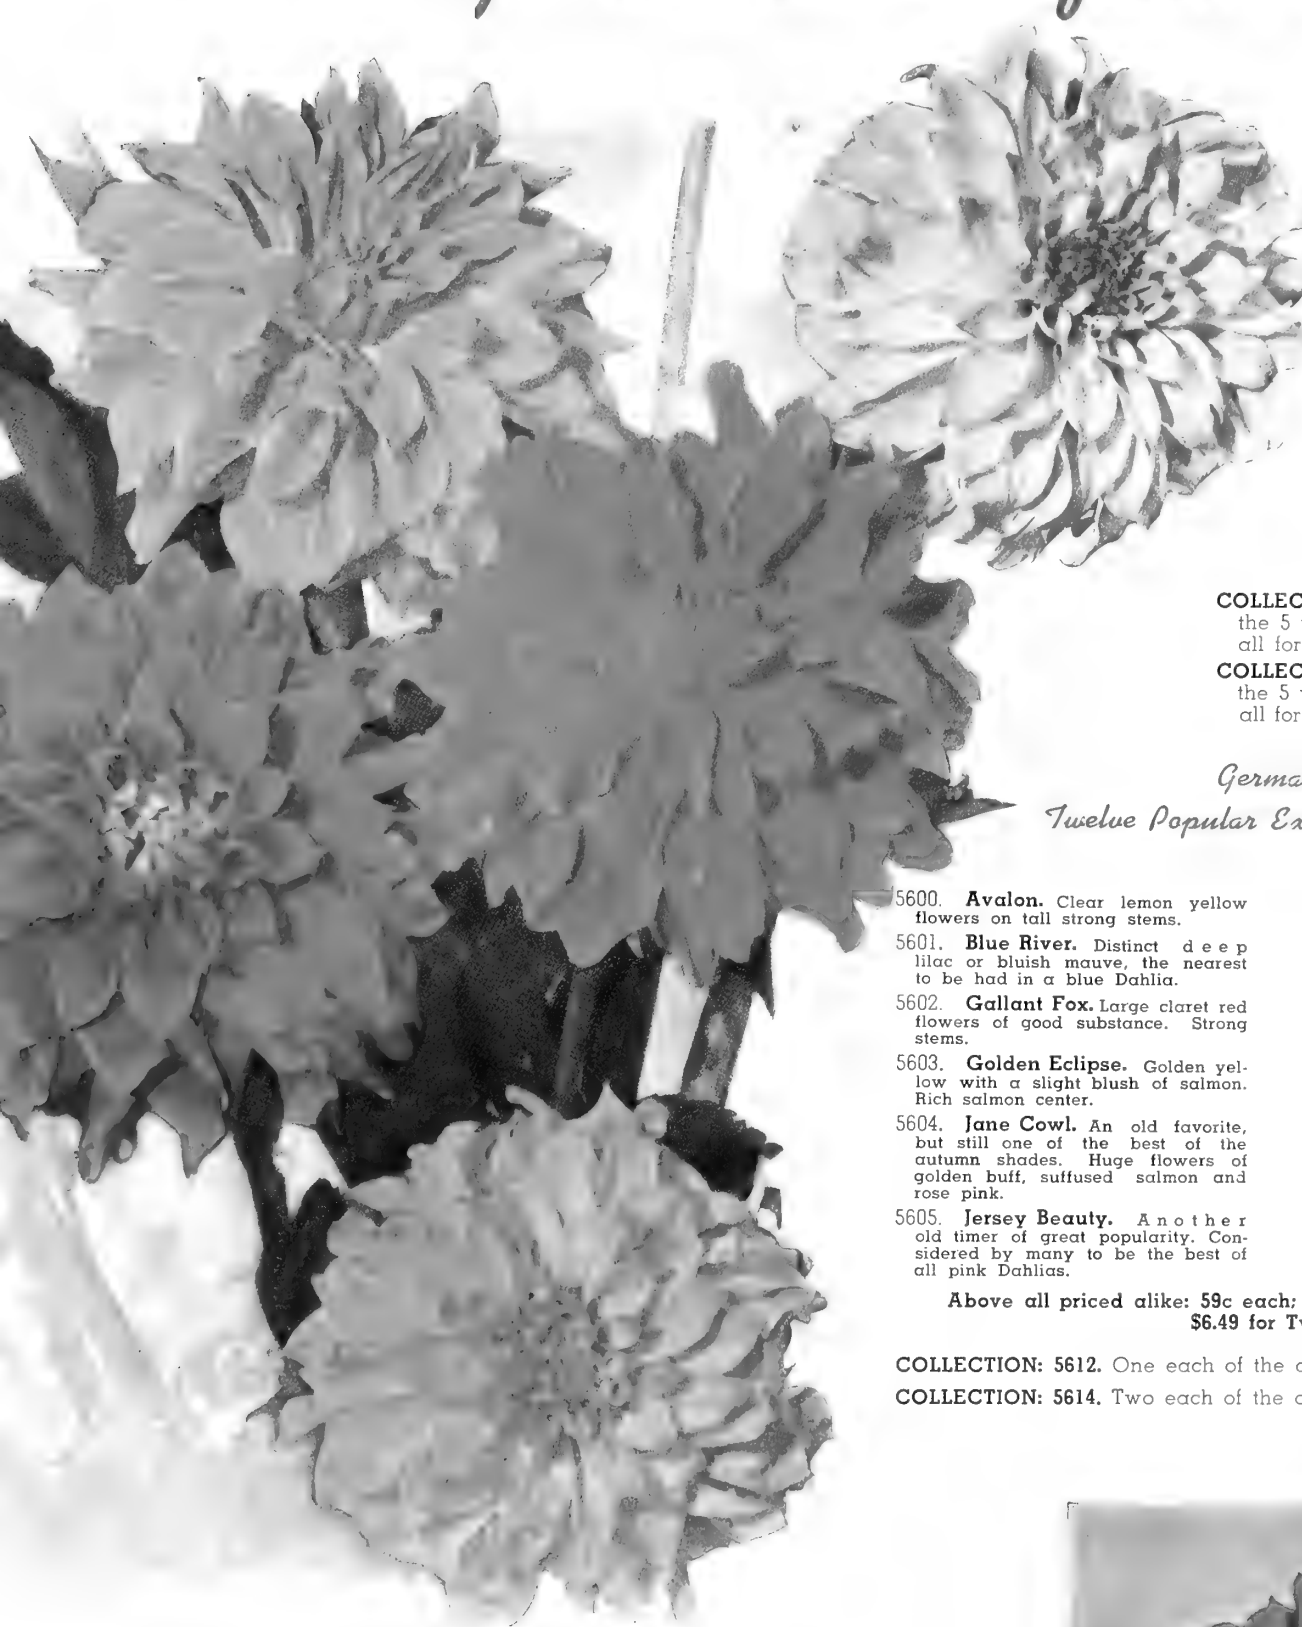 COLLEC
the 5
all for
COLLEC
the 5
all for
Germa
Twelve Popular Ex
5600. Avalon. Clear lemon yellow
flowers on tall strong stems.
5601. Blue River. Distinct deep
lilac or bluish mauve, the nearest
to be had in a blue Dahlia.
5602. Gallant Fox. Large claret red
flowers of good substance. Strong
stems.
5603. Golden Eclipse. Golden yel-
low with a slight blush of salmon.
Rich salmon center.
5604. Jane Cowl. An old favorite,
but still one of the best of the
autumn shades. Huge flowers of
golden buff, suffused salmon and
rose pink.
5605. Jersey Beauty. Another
old timer of great popularity. Con-
sidered by many to be the best of
all pink Dahlias.
Above all priced alike: 59c each;
$6.49 for Tw
COLLECTION: 5612. One each of the
COLLECTION: 5614. Two each of the